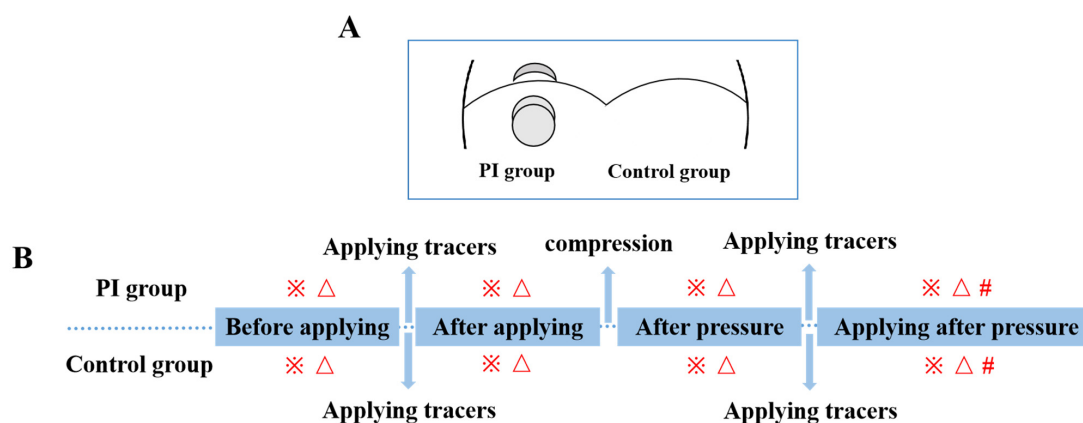 A
PI group
Control group
B
Applying tracers
compression
Applying tracers
PI group
※ △
※ △
※ △
※ △ #
Before applying
After applying
After pressure
Applying after pressure
Control group
※ △
※ △
※ △
※ △ #
Applying tracers
Applying tracers